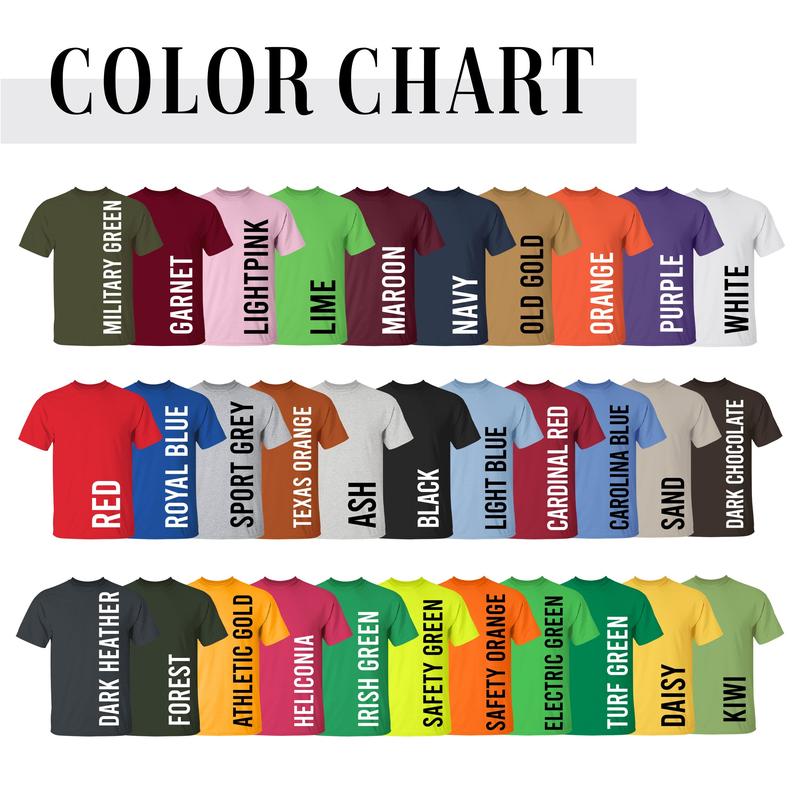 COLOR CHART
MILITARY GREEN
GARNET
LIGHTPINK
LIME
MAROON
NAVY
OLD GOLD
ORANGE
PURPLE
WHITE
RED
ROYAL BLUE
SPORT GREY
TEXAS ORANGE
ASH
BLACK
LIGHT BLUE
CARDINAL RED
CAROLINA BLUE
SAND
DARK CHOCOLATE
DARK HEATHER
FOREST
ATHLETIC GOLD
HELICONIA
IRISH GREEN
SAFETY GREEN
SAFETY ORANGE
ELECTRIC GREEN
TURF GREEN
DAISY
KIWI